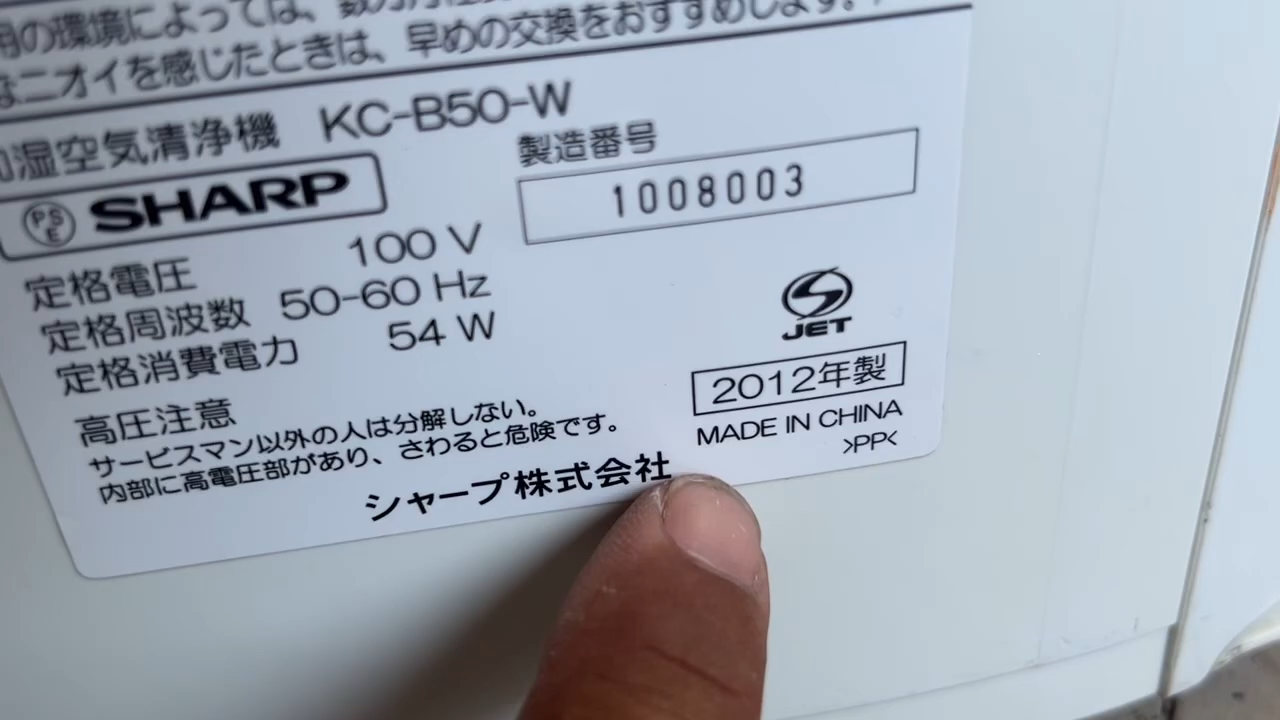 用の環境によっては、数カ月程度
なニオイを感じたときは、早めの交換をおすすめします。
加湿空気清浄機 KC-B50-W
PSE SHARP
製造番号
1008003
定格電圧 100 V
定格周波数 50-60 Hz
定格消費電力 54 W
JET
2012年製
MADE IN CHINA
>PP<
高圧注意
サービスマン以外の人は分解しない。
内部に高電圧部があり、さわると危険です。
シャープ株式会社